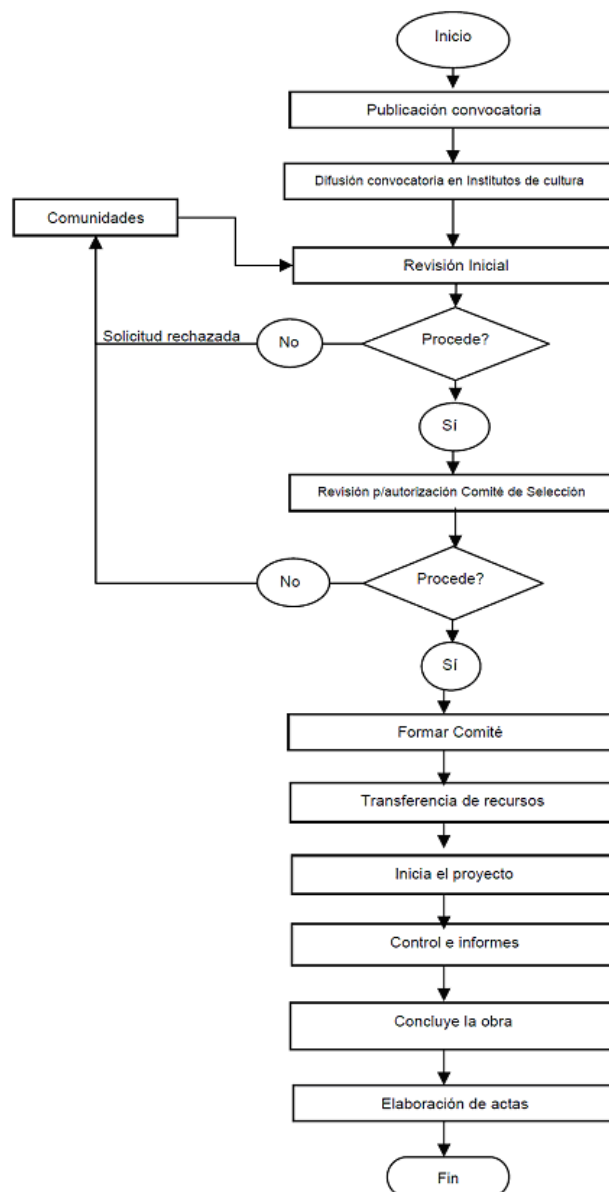 Inicio
Publicación convocatoria
Difusión convocatoria en Institutos de cultura
Comunidades
Revisión Inicial
Solicitud rechazada
No
Procede?
Sí
Revisión p/autorización Comité de Selección
No
Procede?
Sí
Formar Comité
Transferencia de recursos
Inicia el proyecto
Control e informes
Concluye la obra
Elaboración de actas
Fin